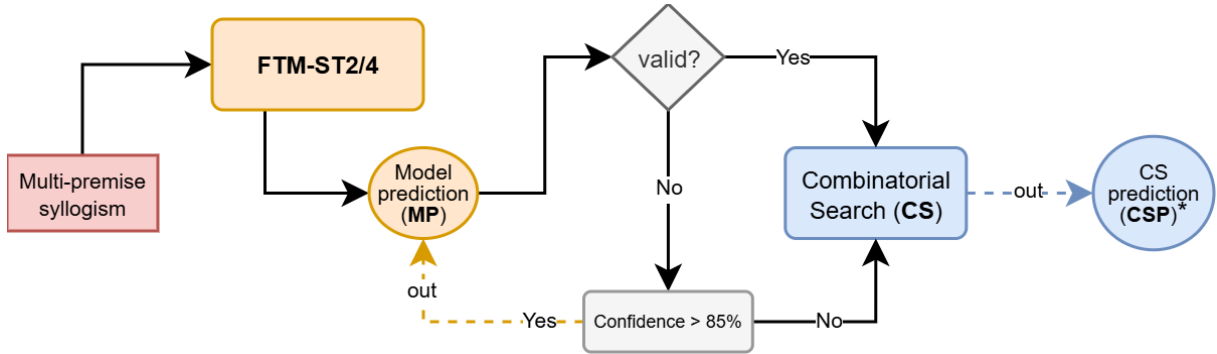 FTM-ST2/4
valid?
Yes
Multi-premise
syllogism
Model
prediction
(MP)
No
Combinatorial
Search (CS)
out
CS
prediction
(CSP)*
out
Yes
Confidence > 85%
No